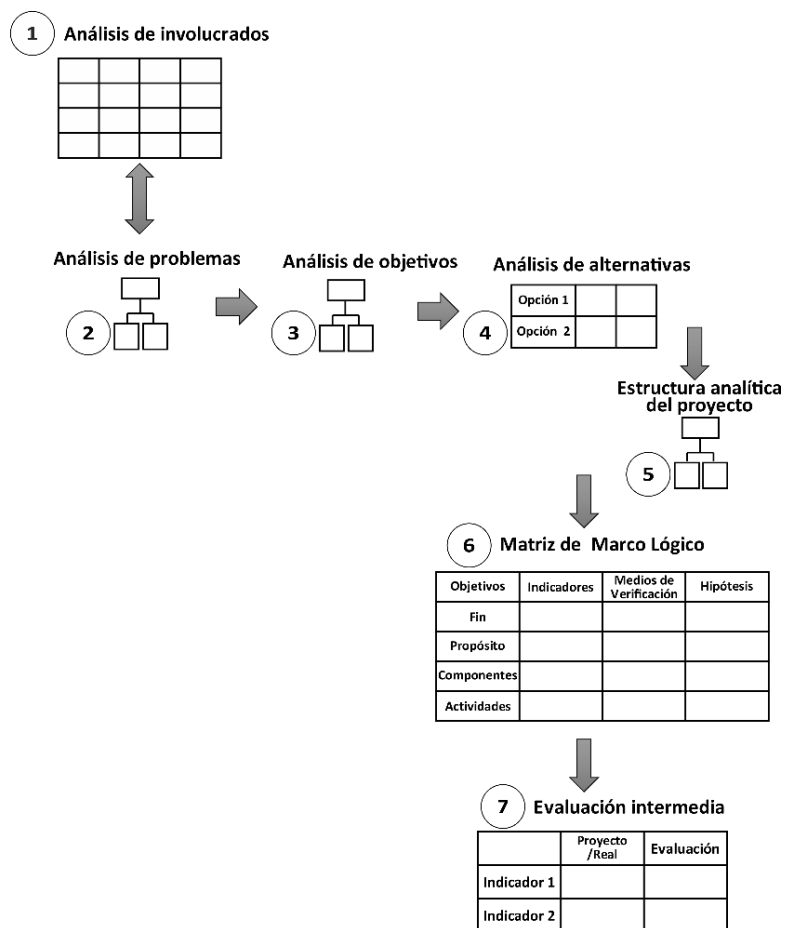 1 Análisis de involucrados
Análisis de problemas
2
Análisis de objetivos
3
Análisis de alternativas
4
Opción 1
Opción 2
Estructura analítica
del proyecto
5
6 Matriz de Marco Lógico
Objetivos Indicadores Medios de
Verificación Hipótesis
Fin
Propósito
Componentes
Actividades
7 Evaluación intermedia
Proyecto
/Real Evaluación
Indicador 1
Indicador 2